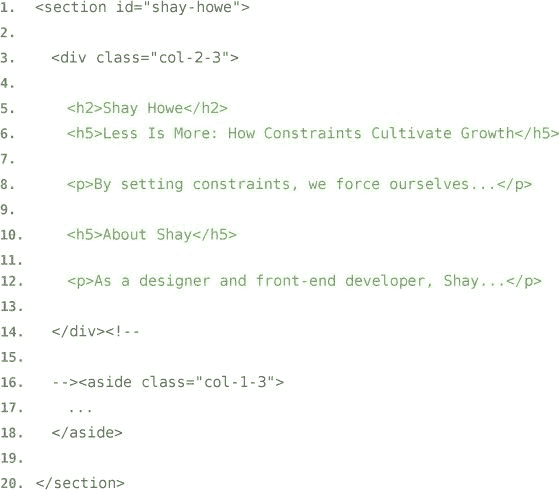 1. <section id="shay-howe">
2.
3. <div class="col-2-3">
4.
5. <h2>Shay Howe</h2>
6. <h5>Less Is More: How Constraints Cultivate Growth</h5>
7.
8. <p>By setting constraints, we force ourselves...</p>
9.
10. <h5>About Shay</h5>
11.
12. <p>As a designer and front-end developer, Shay...</p>
13.
14. </div><!--
15.
16. --><aside class="col-1-3">
17. ...
18. </aside>
19.
20. </section>